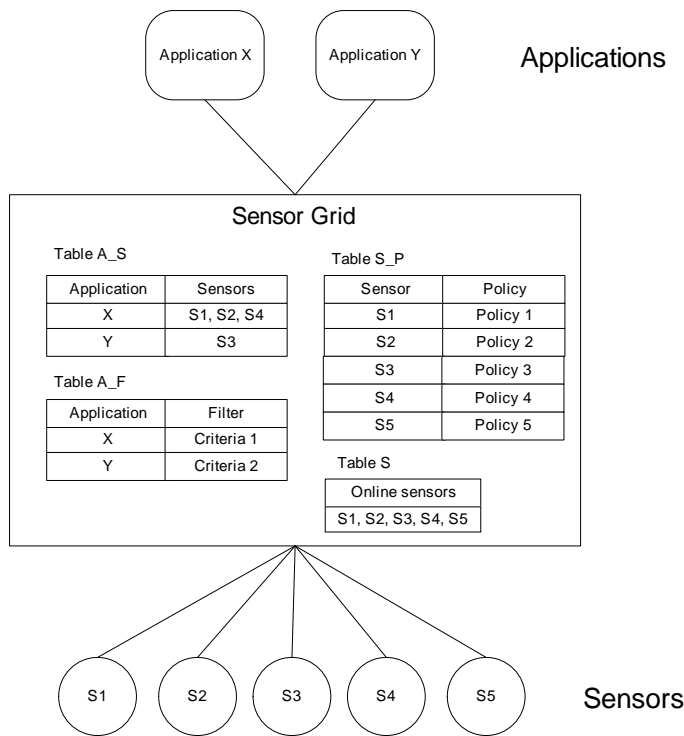 Application X
Application Y
Applications
Sensor Grid
Table A_S
Application Sensors
X S1, S2, S4
Y S3
Table A_F
Application Filter
X Criteria 1
Y Criteria 2
Table S_P
Sensor Policy
S1 Policy 1
S2 Policy 2
S3 Policy 3
S4 Policy 4
S5 Policy 5
Table S
Online sensors
S1, S2, S3, S4, S5
S1 S2 S3 S4 S5
Sensors